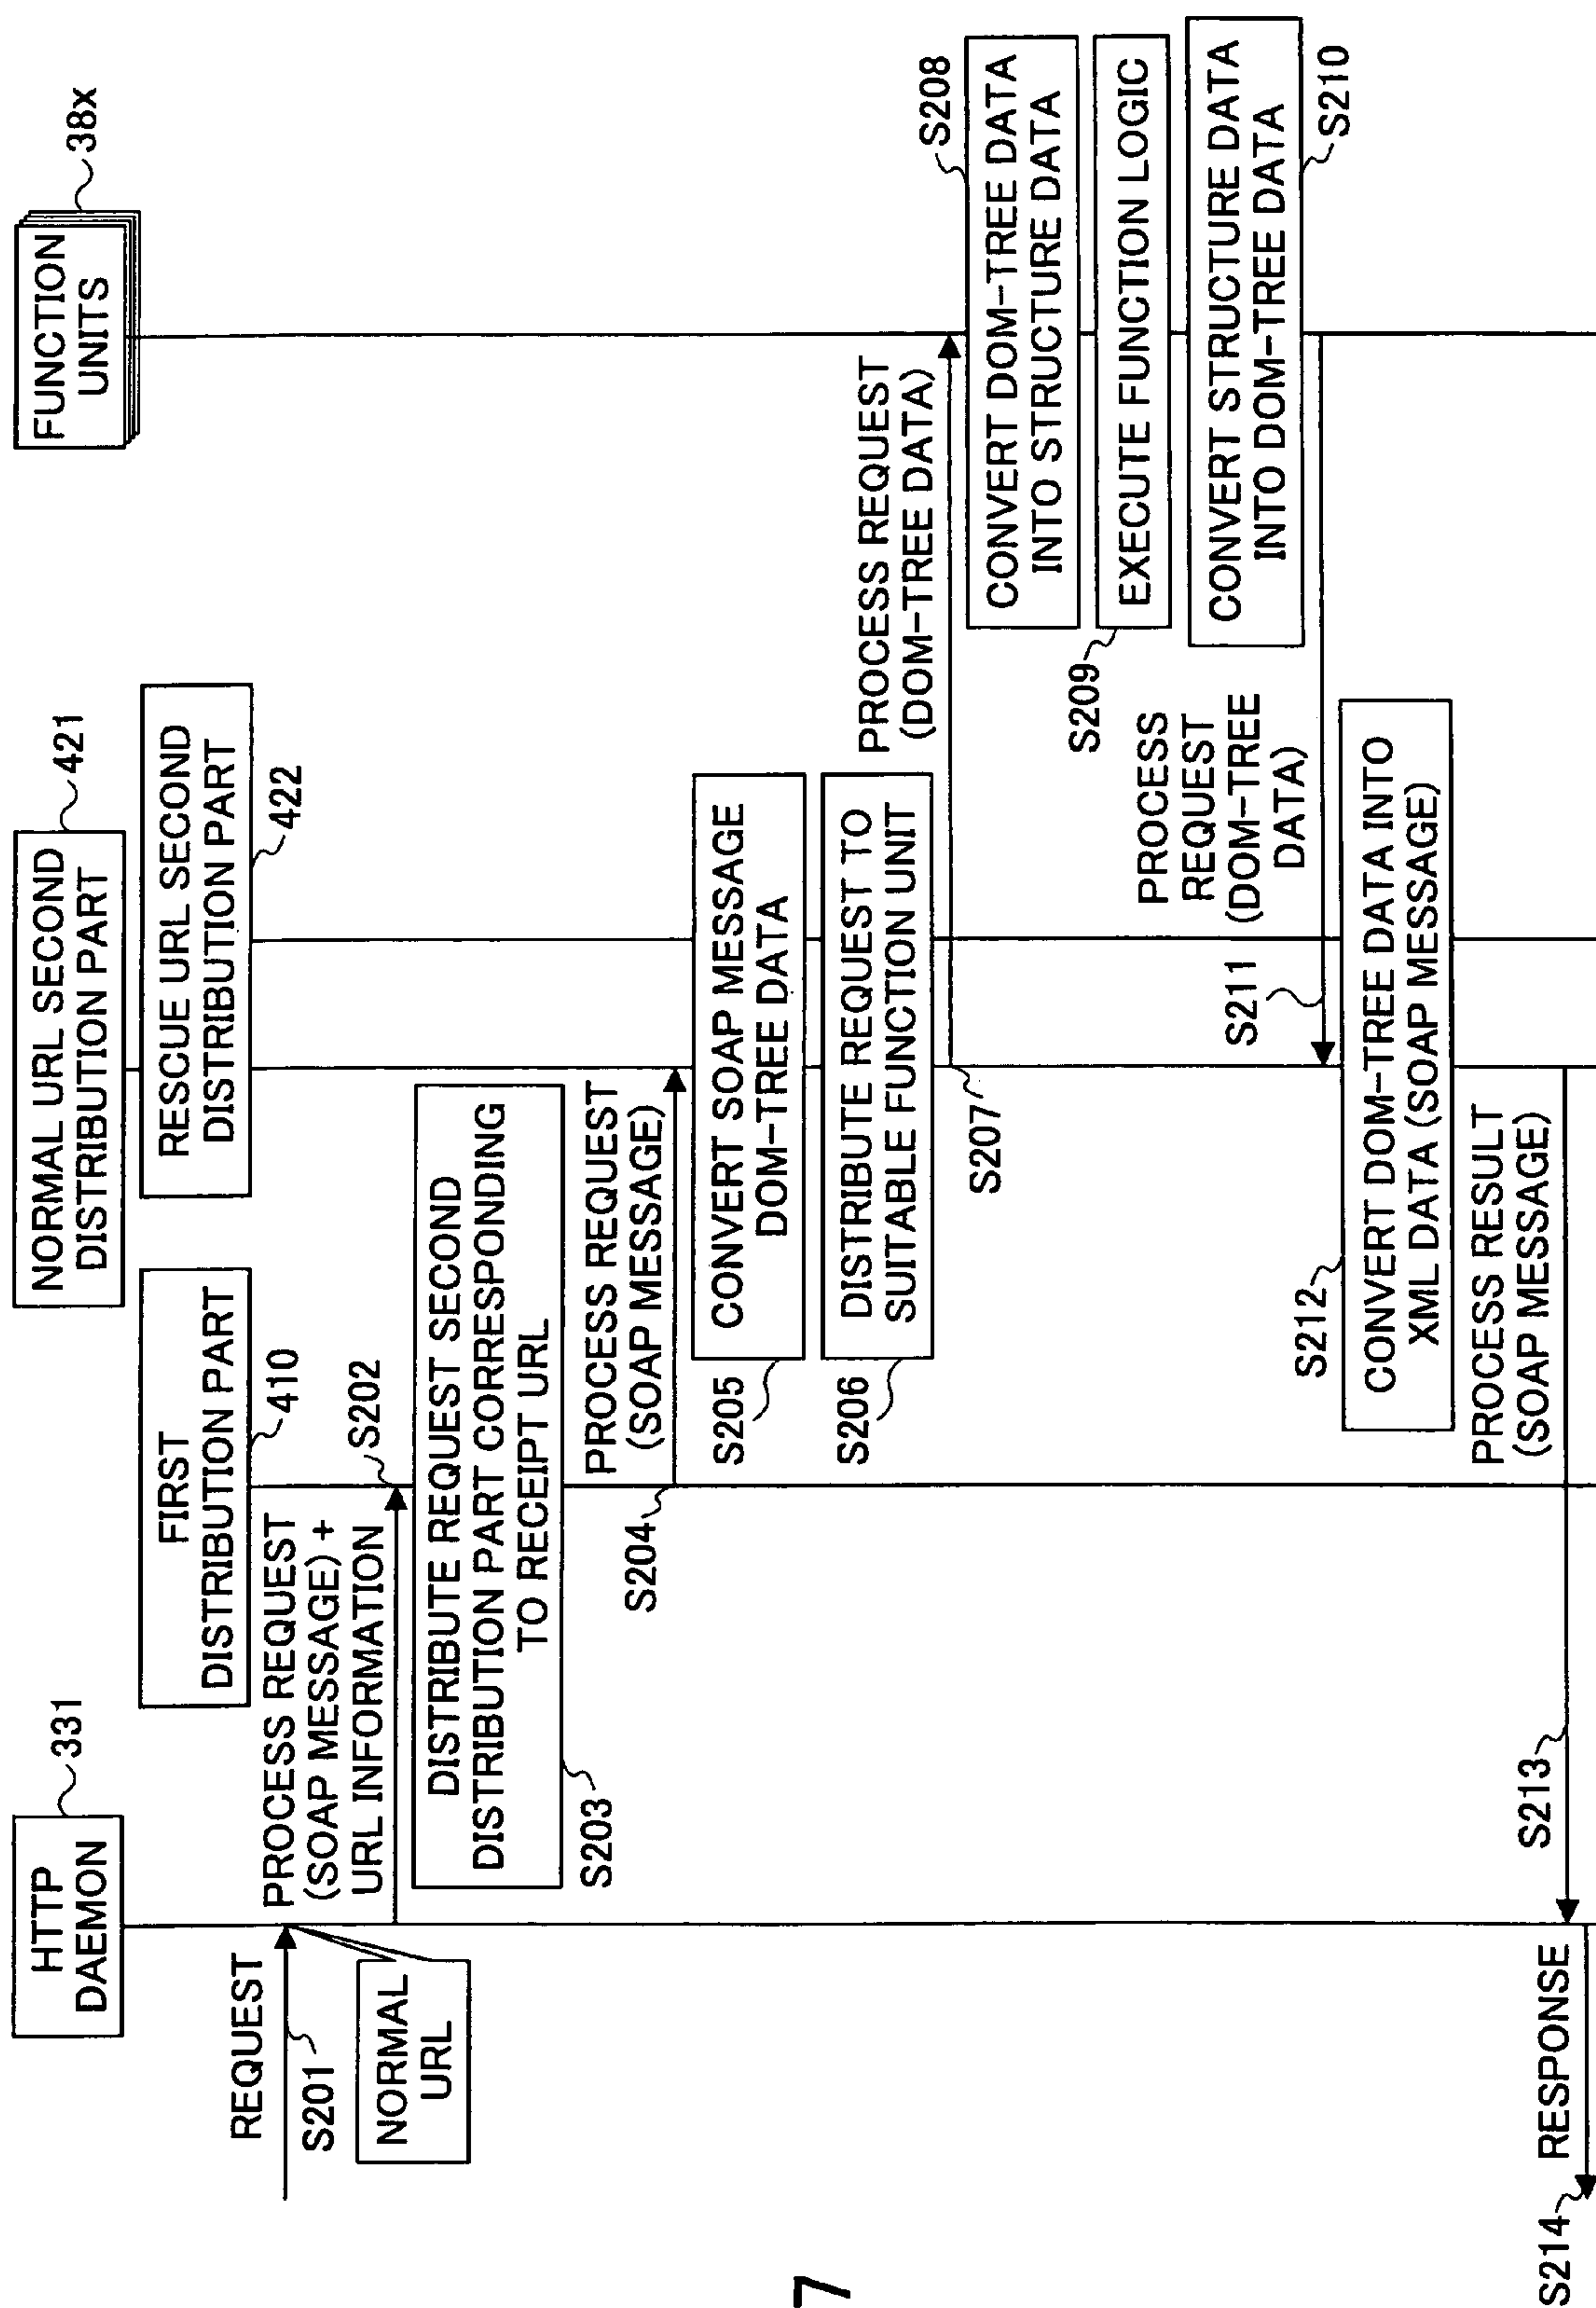 HTTP
DAEMON
331
FIRST
DISTRIBUTION PART
410
NORMAL URL SECOND
DISTRIBUTION PART
421
RESCUE URL SECOND
DISTRIBUTION PART
422
FUNCTION
UNITS
38x
REQUEST
S201
NORMAL
URL
PROCESS REQUEST
(SOAP MESSAGE) +
URL INFORMATION
S202
DISTRIBUTE REQUEST SECOND
DISTRIBUTION PART CORRESPONDING
TO RECEIPT URL
S203
PROCESS REQUEST
(SOAP MESSAGE)
S204
CONVERT SOAP MESSAGE
DOM-TREE DATA
S205
DISTRIBUTE REQUEST TO
SUITABLE FUNCTION UNIT
S206
PROCESS REQUEST
(DOM-TREE DATA)
S207
CONVERT DOM-TREE DATA
INTO STRUCTURE DATA
S208
EXECUTE FUNCTION LOGIC
S209
CONVERT STRUCTURE DATA
INTO DOM-TREE DATA
S210
PROCESS
REQUEST
(DOM-TREE
DATA)
S211
CONVERT DOM-TREE DATA INTO
XML DATA (SOAP MESSAGE)
S212
PROCESS RESULT
(SOAP MESSAGE)
S213
RESPONSE
S214
7